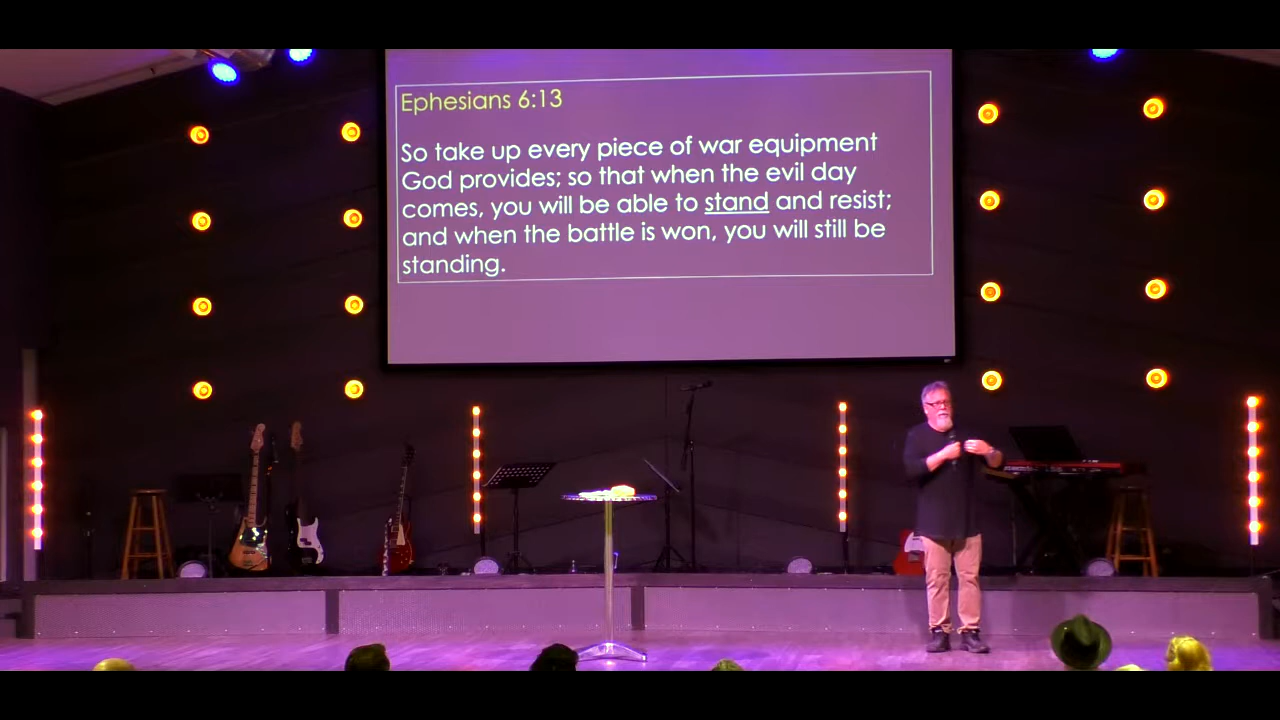 Ephesians 6:13
So take up every piece of war equipment
God provides; so that when the evil day
comes, you will be able to stand and resist;
and when the battle is won, you will still be
standing.